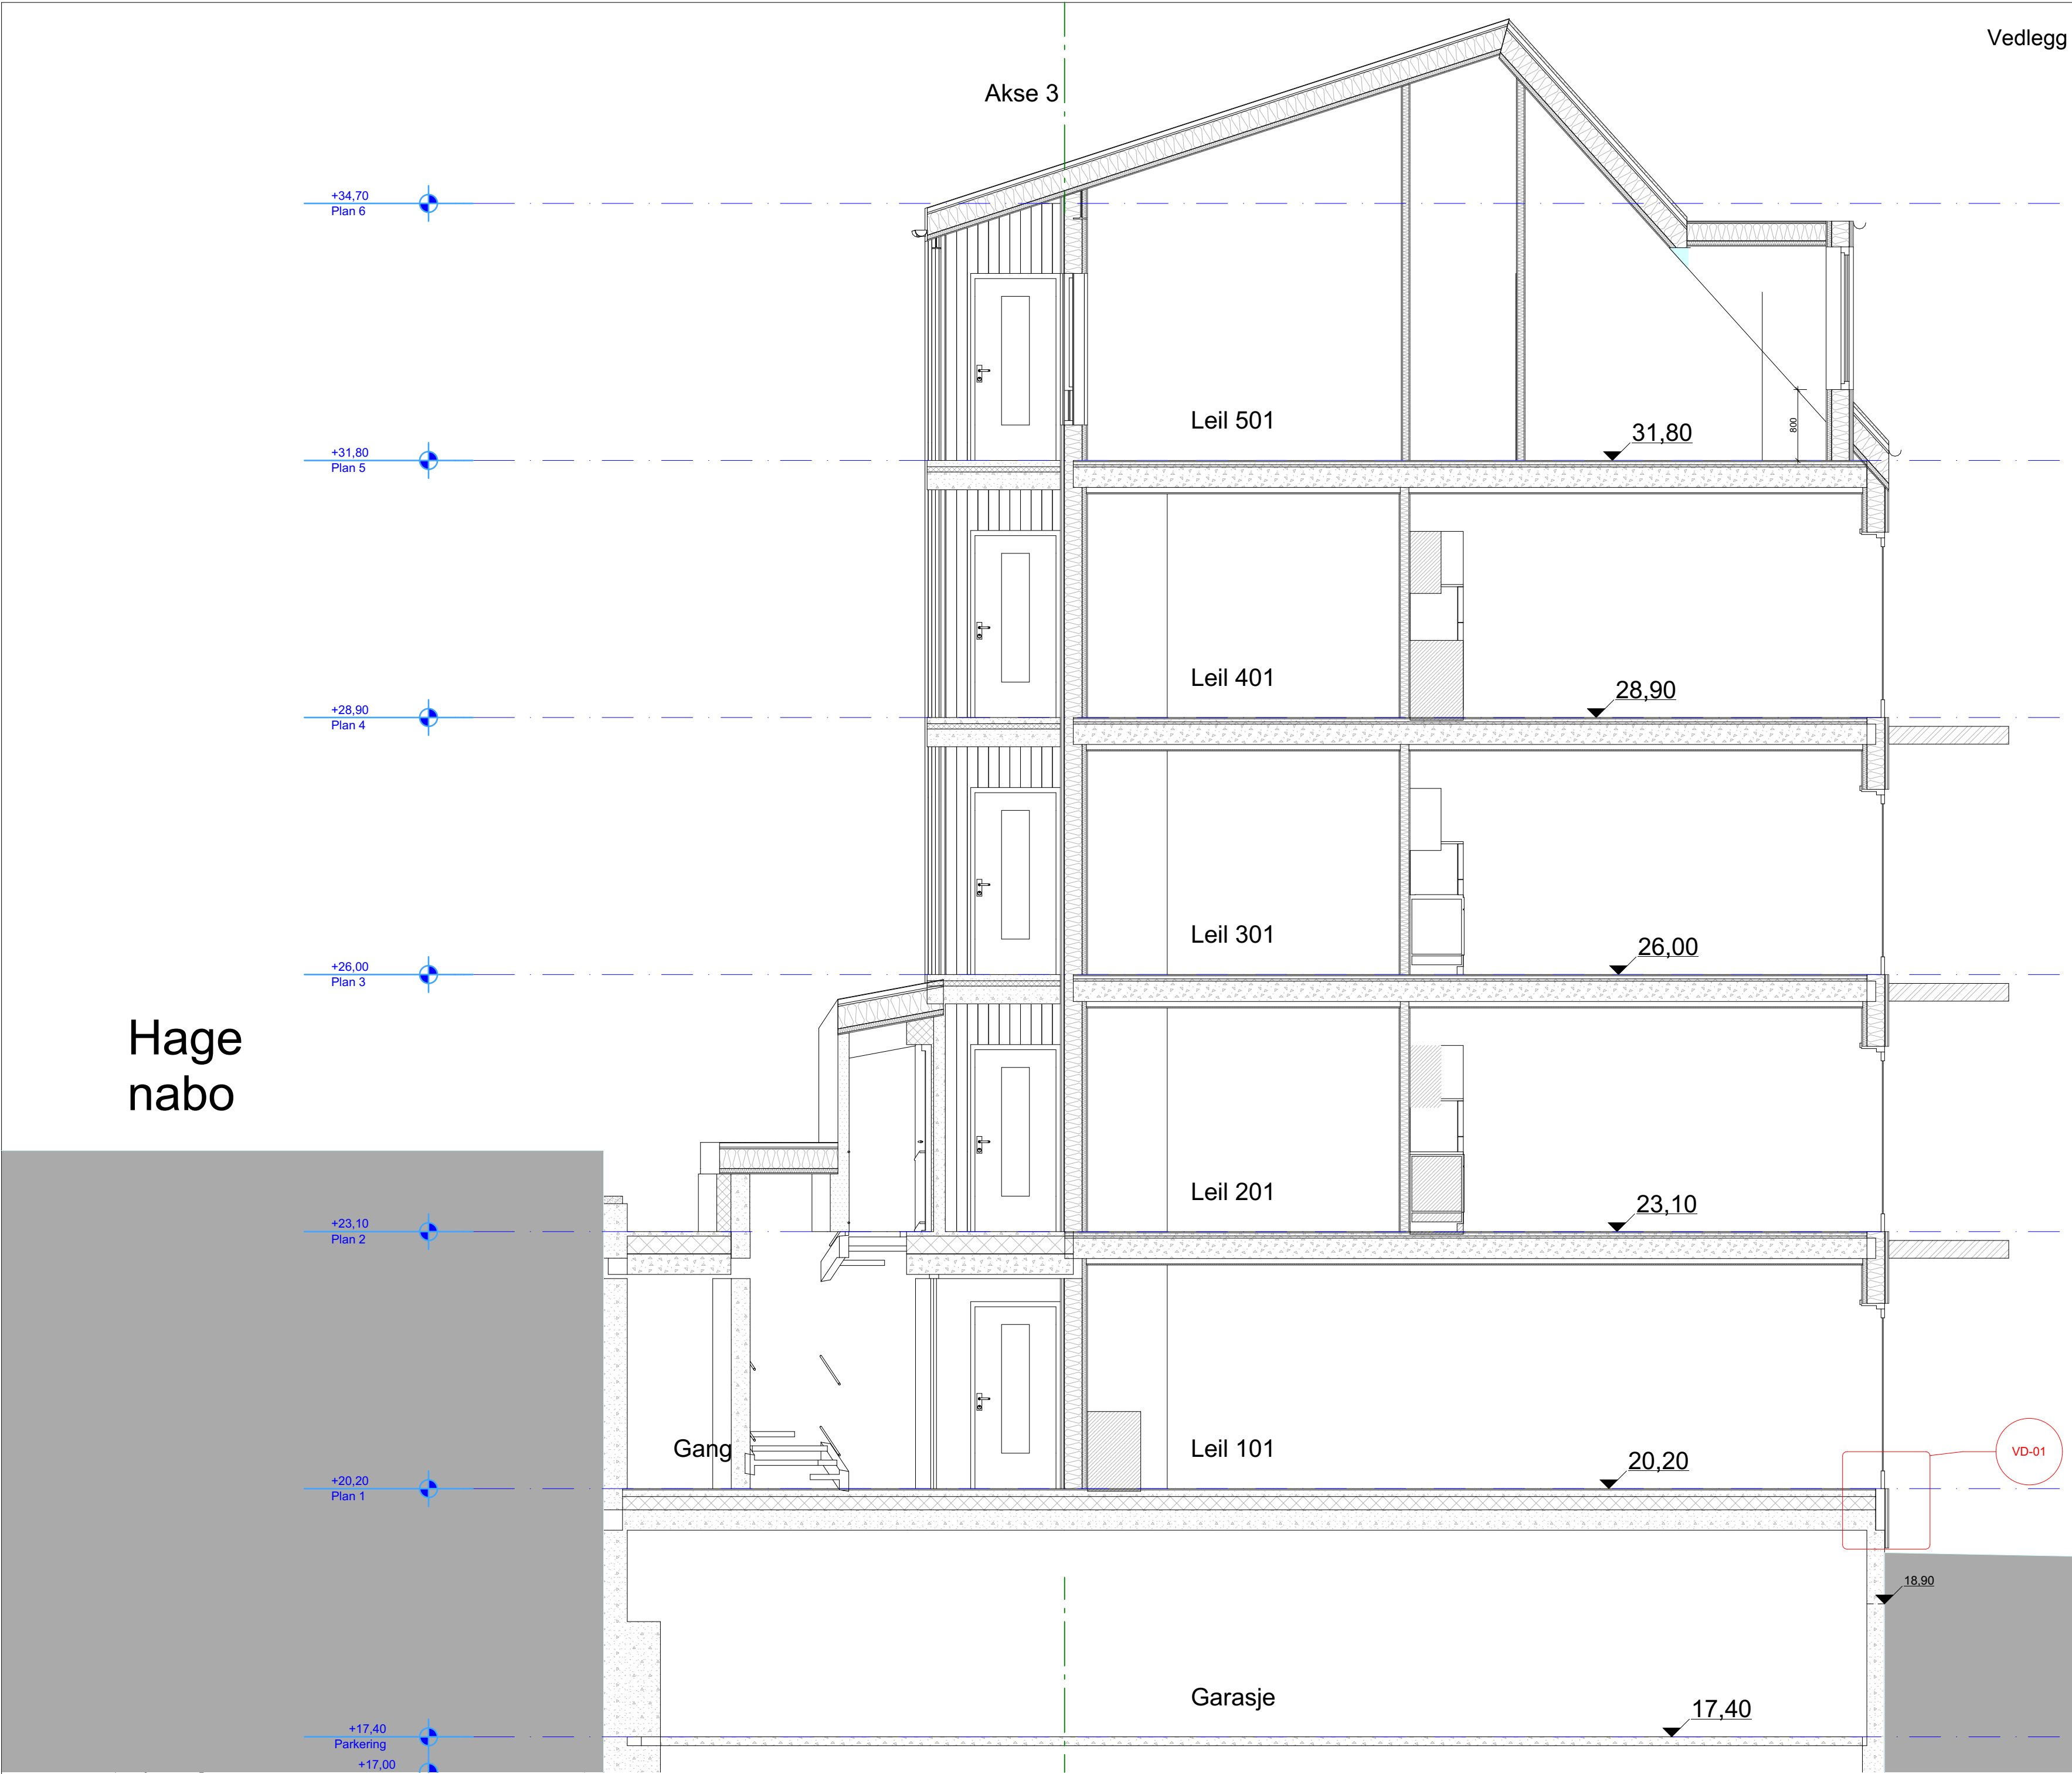 Vedlegg
Akse 3
+34,70
Plan 6
Leil 501
31,80
800
+31,80
Plan 5
Leil 401
28,90
+28,90
Plan 4
Leil 301
26,00
+26,00
Plan 3
Hage
nabo
Leil 201
23,10
+23,10
Plan 2
Gang
Leil 101
20,20
VD-01
+20,20
Plan 1
18,90
Garasje
17,40
+17,40
Parkering
+17,00